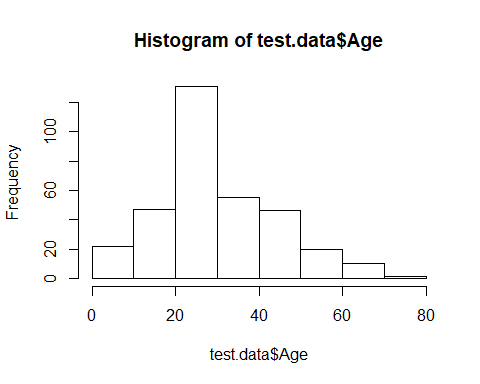 Histogram of test.data$Age
Frequency
100
60
20
0
0 20 40 60 80
test.data$Age